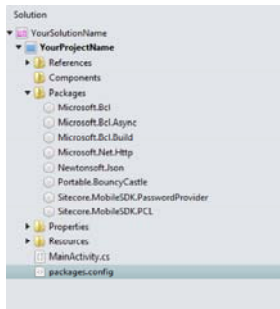 Solution
YourSolutionName
YourProjectName
References
Components
Packages
Microsoft.Bcl
Microsoft.Bcl.Async
Microsoft.Bcl.Build
Microsoft.Net.Http
Newtonsoft.Json
Portable.BouncyCastle
Sitecore.MobileSDK.PasswordProvider
Sitecore.MobileSDK.PCL
Properties
Resources
MainActivity.cs
packages.config